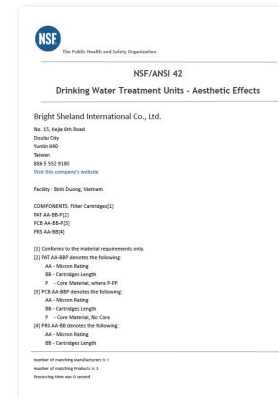 NSF
The Public Health and Safety Organization
NSF/ANSI 42
Drinking Water Treatment Units - Aesthetic Effects
Bright Sheland International Co., Ltd.
No. 15, Kejia 6th Road
Douliu City
Yunlin 640
Taiwan
886 5 552 9180
Visit this company's website
Facility : Binh Duong, Vietnam
COMPONENTS: Filter Cartridges[1]
PAT AA-BB-P[2]
PCB AA-BB-P[3]
PRS AA-BB[4]
[1] Conforms to the material requirements only.
[2] PAT AA-BBP denotes the following:
AA - Micron Rating
BB - Cartridges Length
P - Core Material, where P-PP
[3] PCB AA-BBP denotes the following:
AA - Micron Rating
BB - Cartridges Length
P - Core Material, No Core
[4] PRS AA-BB denotes the following:
AA - Micron Rating
BB - Cartridges Length
Number of matching Manufacturers is 1
Number of matching Products is 3
Processing time was 0 second